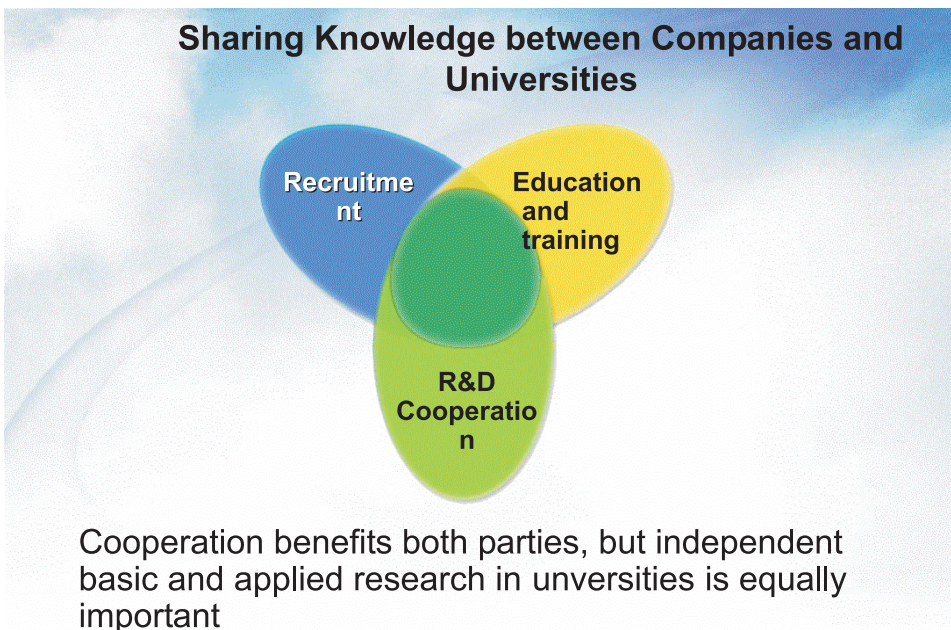 Sharing Knowledge between Companies and
Universities
Recruitme
nt
Education
and
training
R&D
Cooperatio
n
Cooperation benefits both parties, but independent
basic and applied research in unversities is equally
important